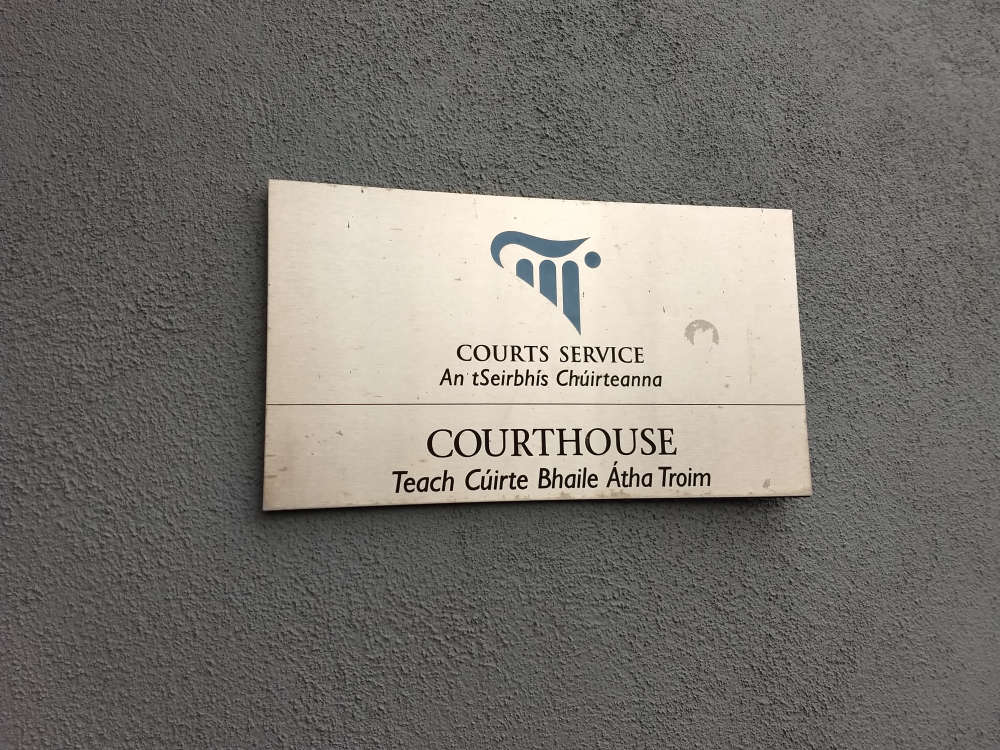 COURTS SERVICE
An tSeirbhís Chúirteanna
COURTHOUSE
Teach Cúirte Bhaile Átha Troim